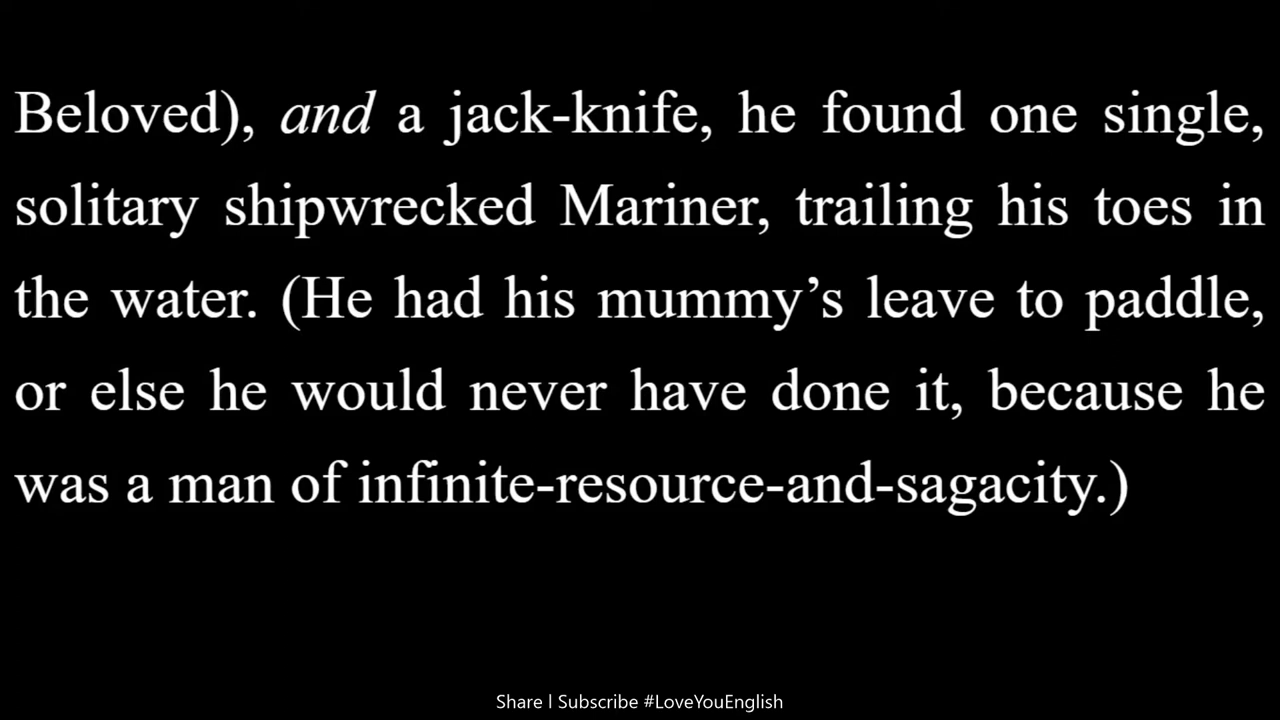 Beloved), and a jack-knife, he found one single,
solitary shipwrecked Mariner, trailing his toes in
the water. (He had his mummy’s leave to paddle,
or else he would never have done it, because he
was a man of infinite-resource-and-sagacity.)
Share l Subscribe #LoveYouEnglish